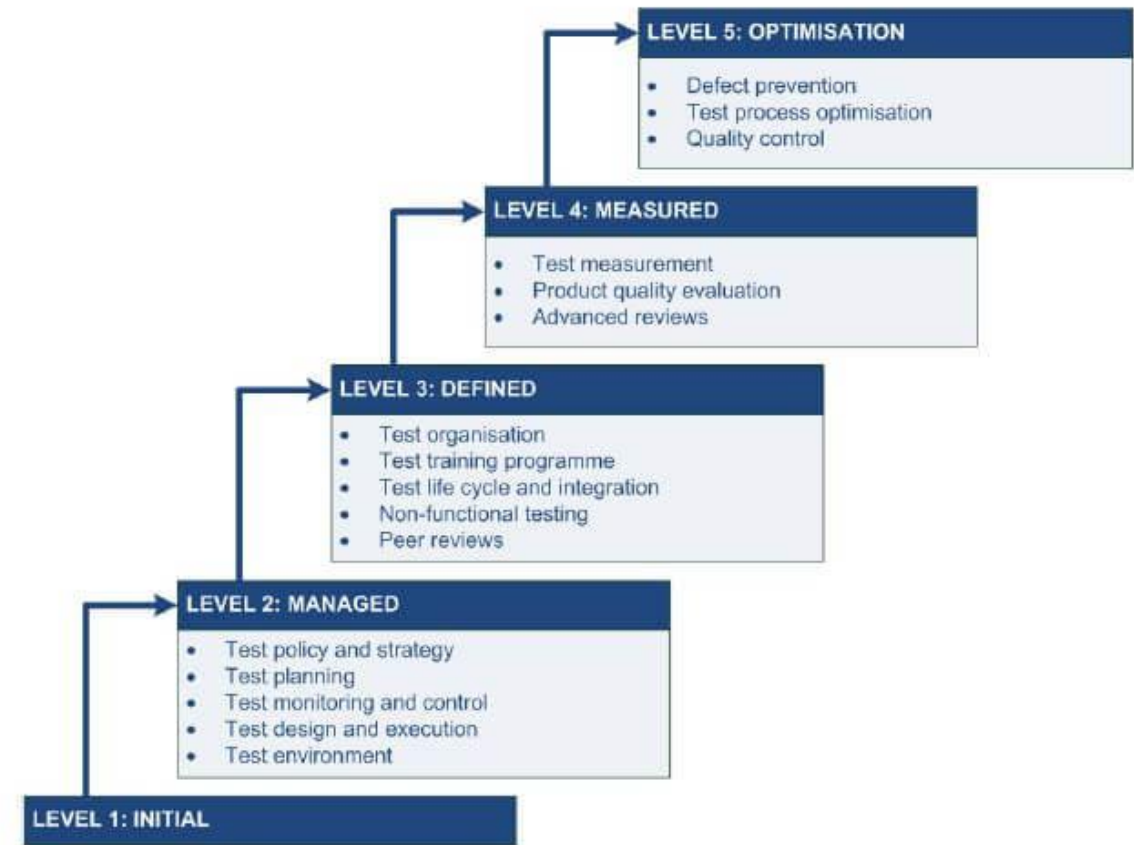 LEVEL 5: OPTIMISATION
• Defect prevention
• Test process optimisation
• Quality control
LEVEL 4: MEASURED
• Test measurement
• Product quality evaluation
• Advanced reviews
LEVEL 3: DEFINED
• Test organisation
• Test training programme
• Test life cycle and integration
• Non-functional testing
• Peer reviews
LEVEL 2: MANAGED
• Test policy and strategy
• Test planning
• Test monitoring and control
• Test design and execution
• Test environment
LEVEL 1: INITIAL